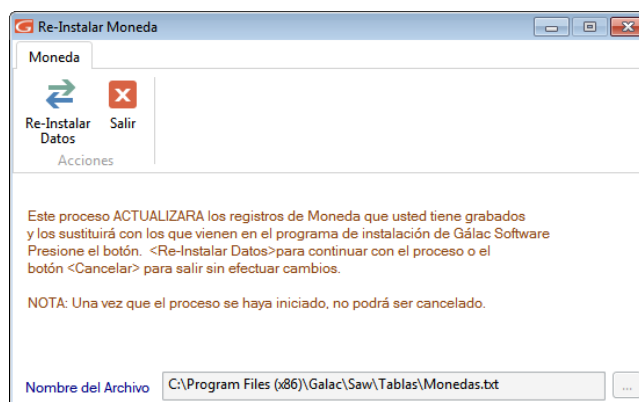 Re-Instalar Moneda
Moneda
Re-Instalar Datos
Salir
Acciones
Este proceso ACTUALIZARA los registros de Moneda que usted tiene grabados
y los sustituirá con los que vienen en el programa de instalación de Gálac Software
Presione el botón. <Re-Instalar Datos>para continuar con el proceso o el
botón <Cancelar> para salir sin efectuar cambios.
NOTA: Una vez que el proceso se haya iniciado, no podrá ser cancelado.
Nombre del Archivo C:\Program Files (x86)\Galac\Saw\Tablas\Monedas.txt ...